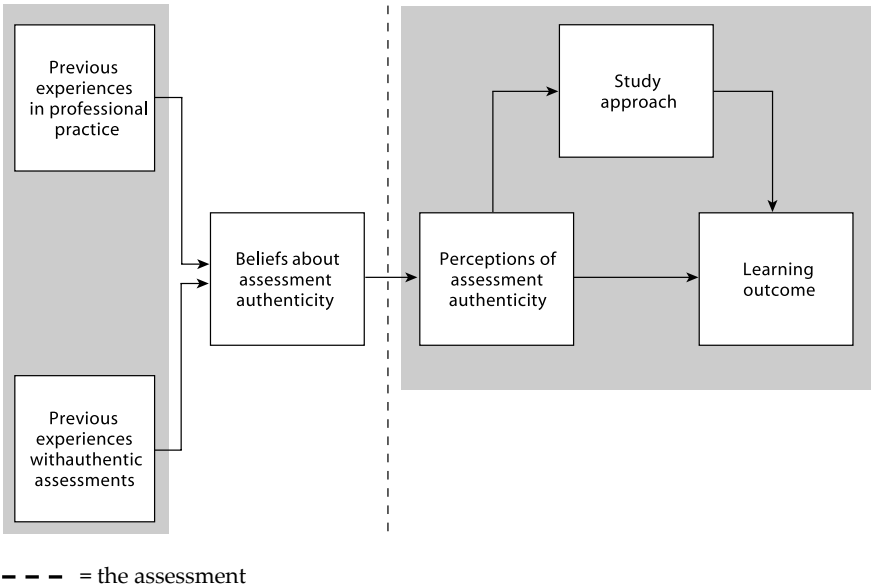 Previous
experiences
in professional
practice
Study
approach
Beliefs about
assessment
authenticity
Perceptions of
assessment
authenticity
Learning
outcome
Previous
experiences
withauthentic
assessments
= the assessment